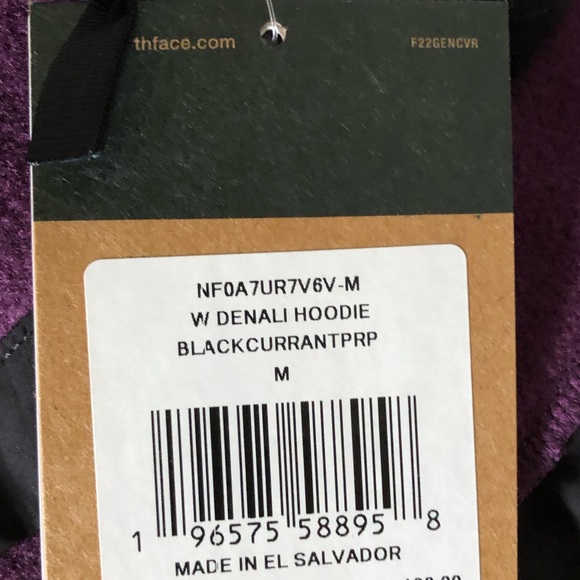 thface.com
F22GENCVR
NF0A7UR7V6V-M
W DENALI HOODIE
BLACKCURRANTPRP
M
1 96575 58895 8
MADE IN EL SALVADOR